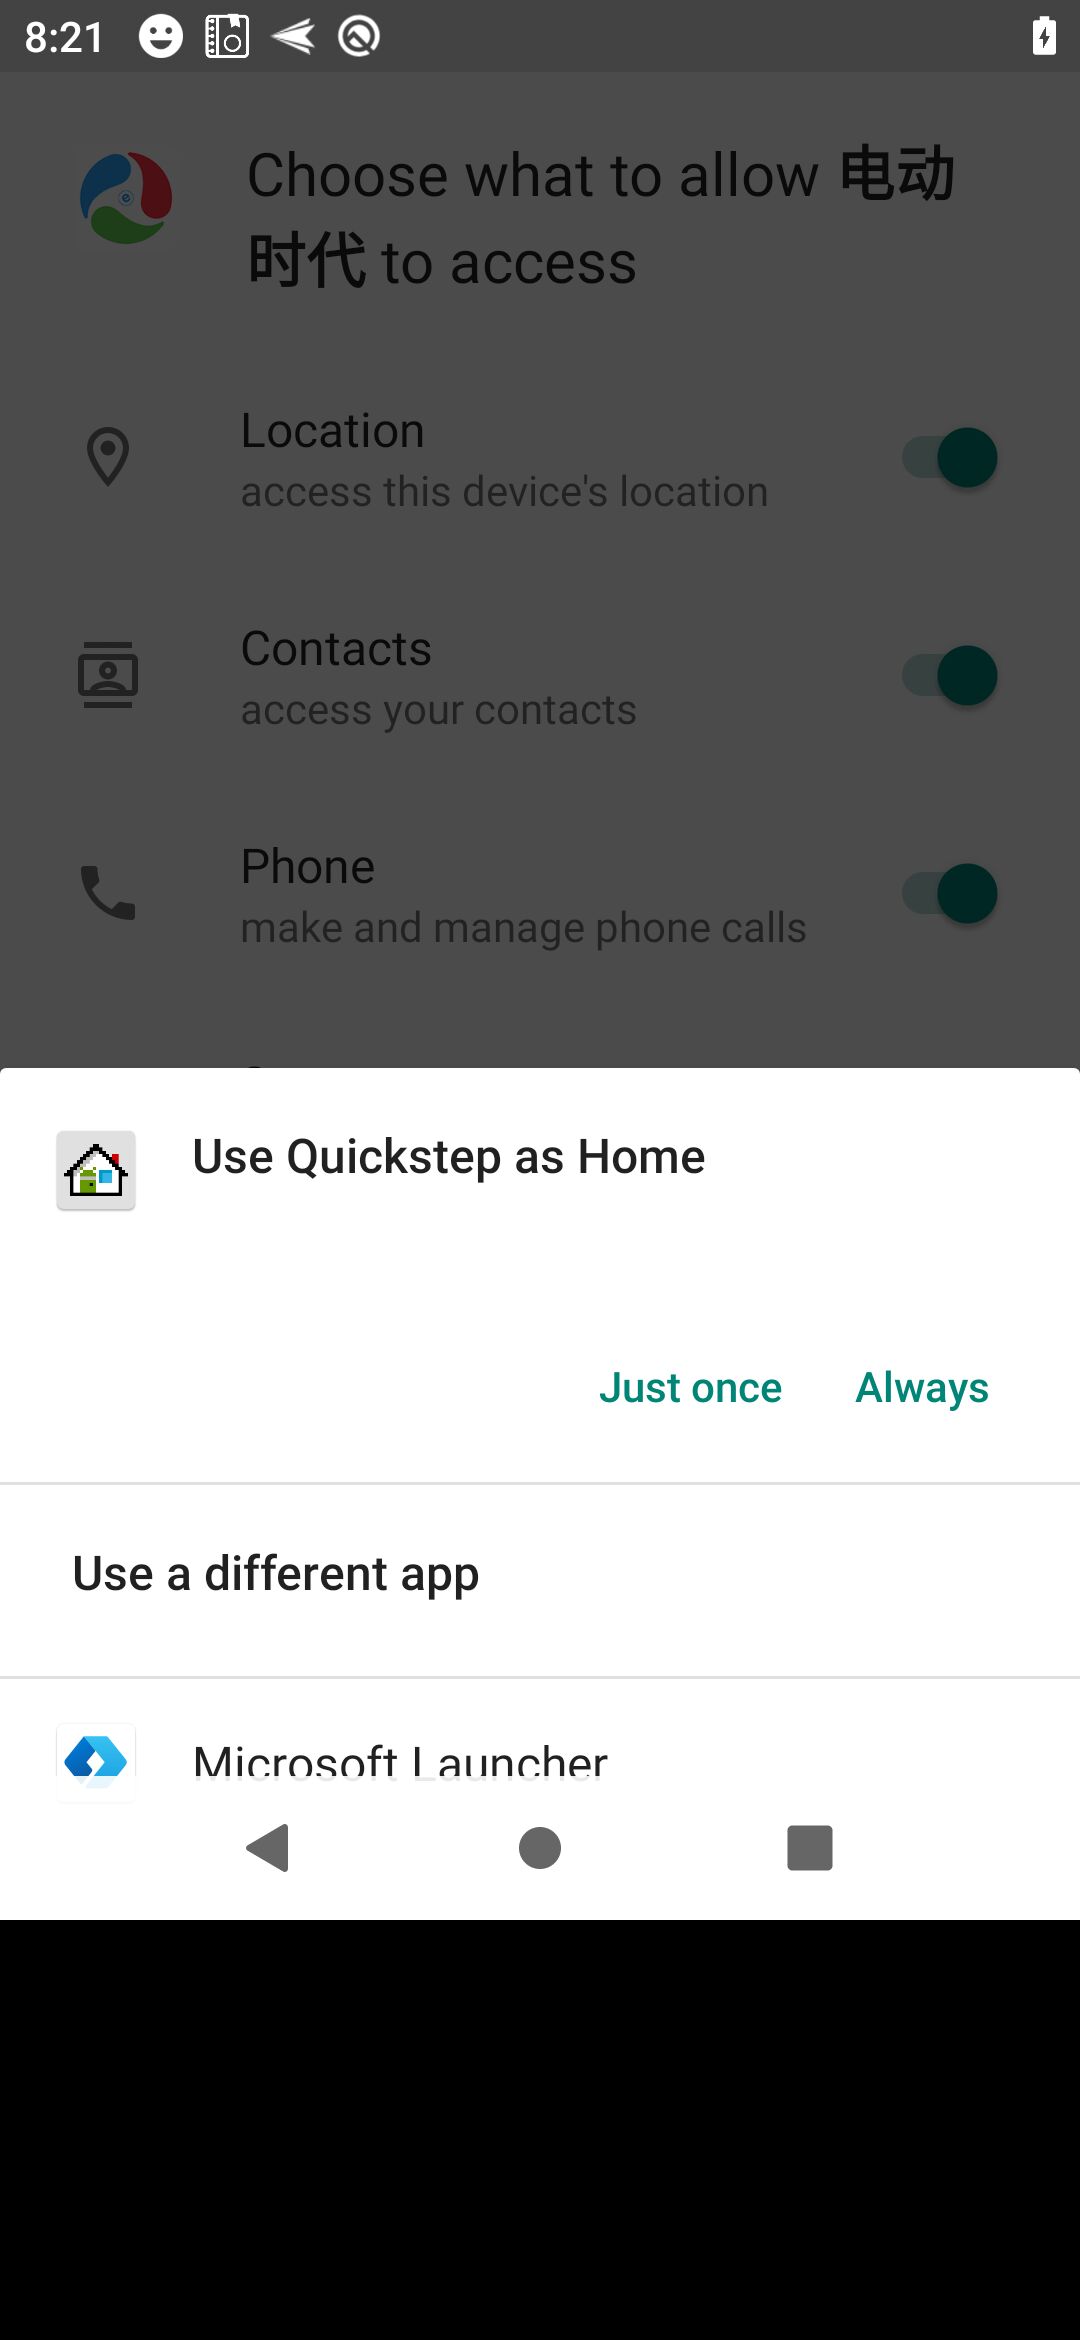 8:21
Choose what to allow 电动
时代 to access
Location
access this device's location
Contacts
access your contacts
Phone
make and manage phone calls
Use Quickstep as Home
Just once
Always
Use a different app
Microsoft Launcher